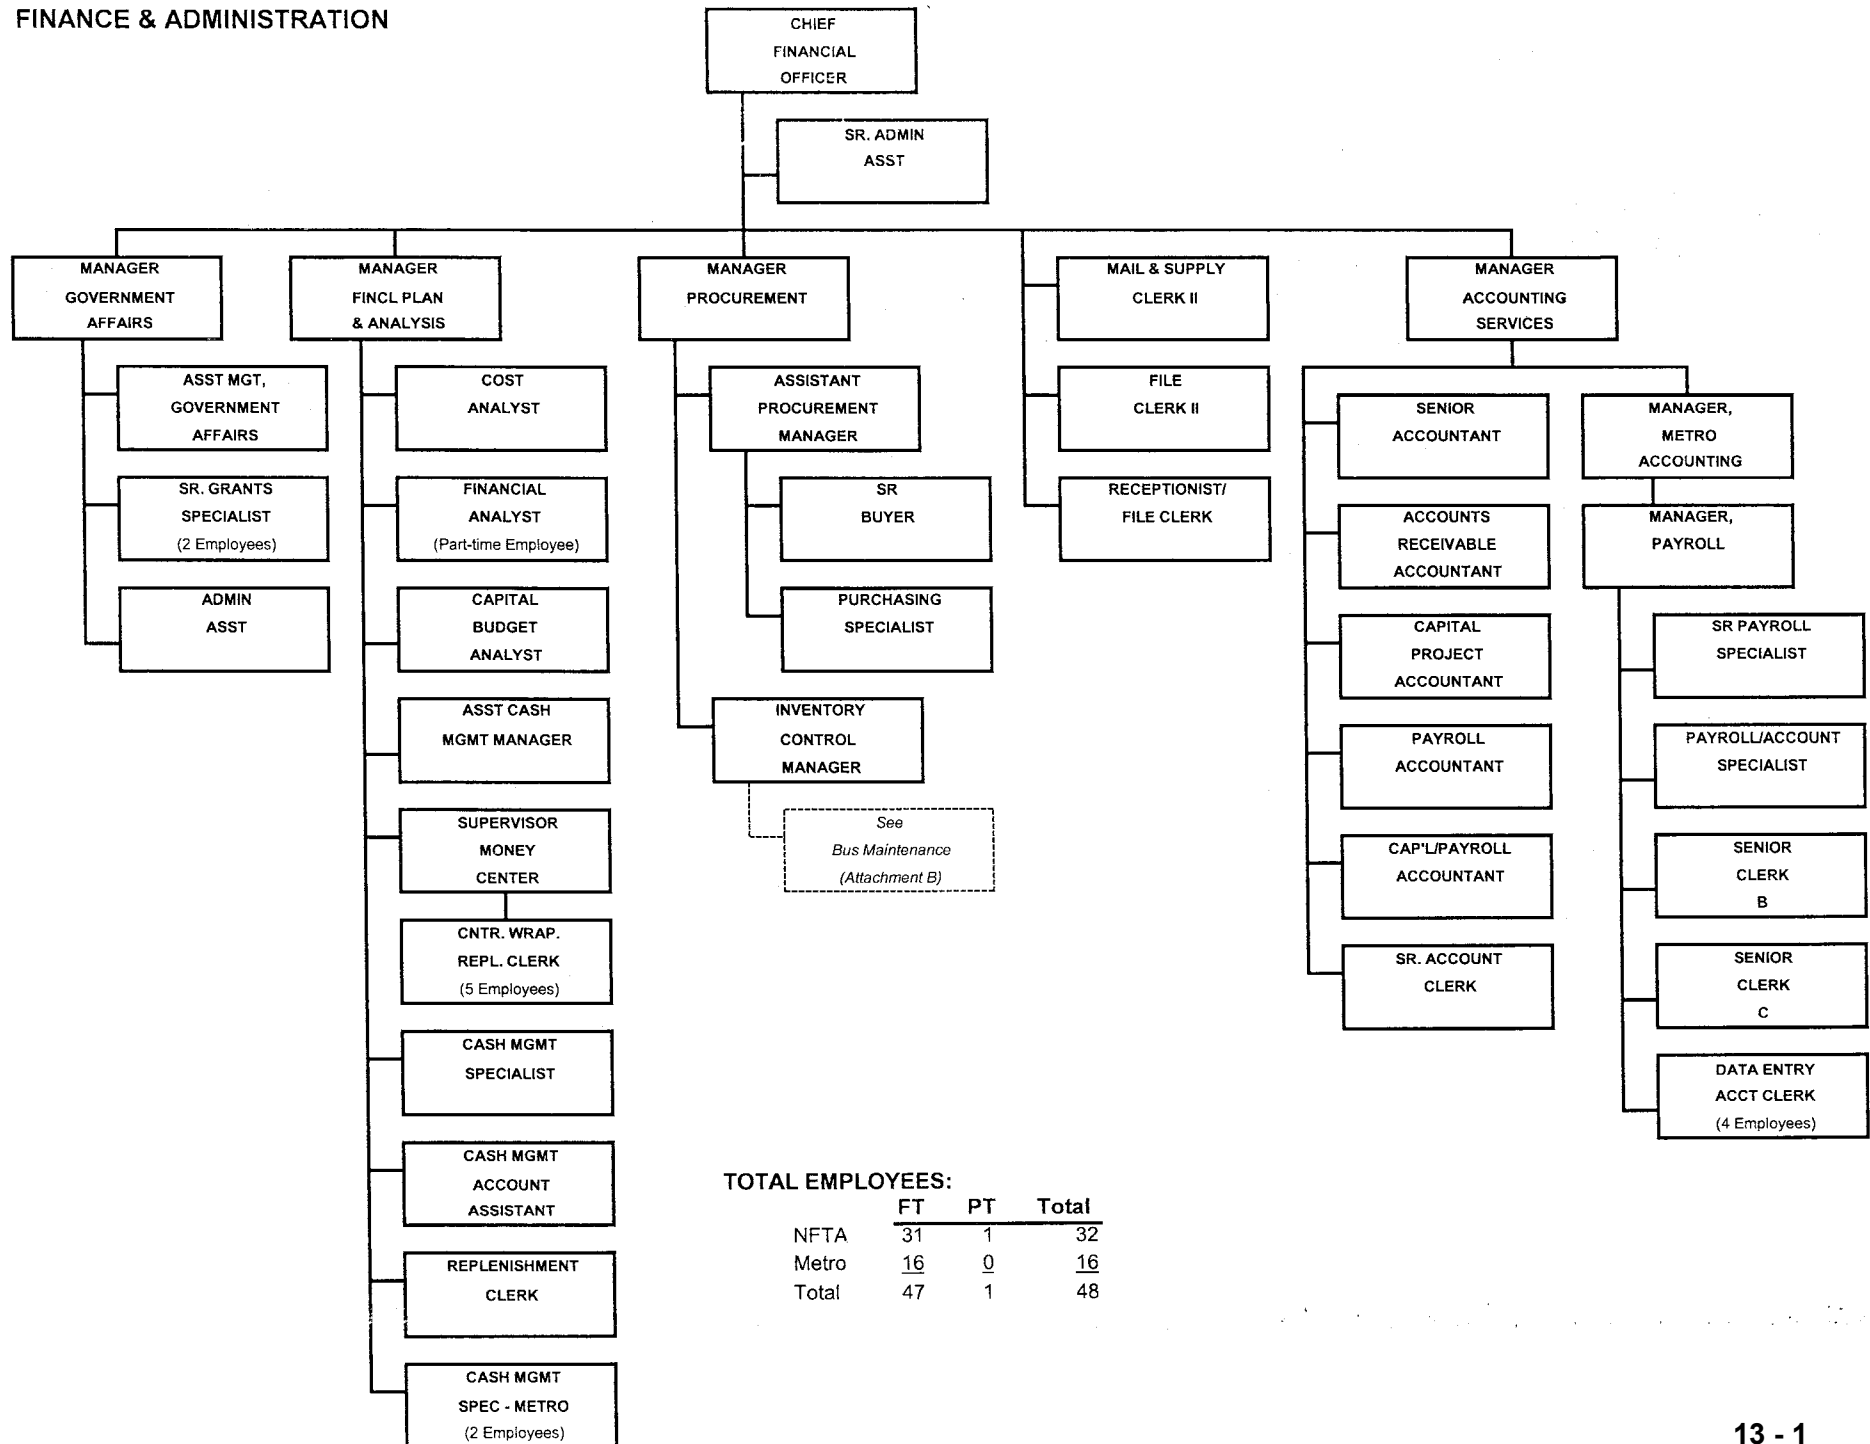 FINANCE & ADMINISTRATION
CHIEF
FINANCIAL
OFFICER
SR. ADMIN
ASST
MANAGER
GOVERNMENT
AFFAIRS
ASST MGT,
GOVERNMENT
AFFAIRS
SR. GRANTS
SPECIALIST
(2 Employees)
ADMIN
ASST
MANAGER
FINCL PLAN
& ANALYSIS
COST
ANALYST
FINANCIAL
ANALYST
(Part-time Employee)
CAPITAL
BUDGET
ANALYST
ASST CASH
MGMT MANAGER
SUPERVISOR
MONEY
CENTER
CNTR. WRAP.
REPL. CLERK
(5 Employees)
CASH MGMT
SPECIALIST
CASH MGMT
ACCOUNT
ASSISTANT
REPLENISHMENT
CLERK
CASH MGMT
SPEC - METRO
(2 Employees)
MANAGER
PROCUREMENT
ASSISTANT
PROCUREMENT
MANAGER
SR
BUYER
PURCHASING
SPECIALIST
INVENTORY
CONTROL
MANAGER
See
Bus Maintenance
(Attachment B)
MAIL & SUPPLY
CLERK II
FILE
CLERK II
RECEPTIONIST/
FILE CLERK
MANAGER
ACCOUNTING
SERVICES
SENIOR
ACCOUNTANT
ACCOUNTS
RECEIVABLE
ACCOUNTANT
CAPITAL
PROJECT
ACCOUNTANT
PAYROLL
ACCOUNTANT
CAP'L/PAYROLL
ACCOUNTANT
SR. ACCOUNT
CLERK
MANAGER,
METRO
ACCOUNTING
MANAGER,
PAYROLL
SR PAYROLL
SPECIALIST
PAYROLL/ACCOUNT
SPECIALIST
SENIOR
CLERK
B
SENIOR
CLERK
C
DATA ENTRY
ACCT CLERK
(4 Employees)
TOTAL EMPLOYEES:
FT PT Total
NFTA 31 1 32
Metro 16 0 16
Total 47 1 48
13 - 1